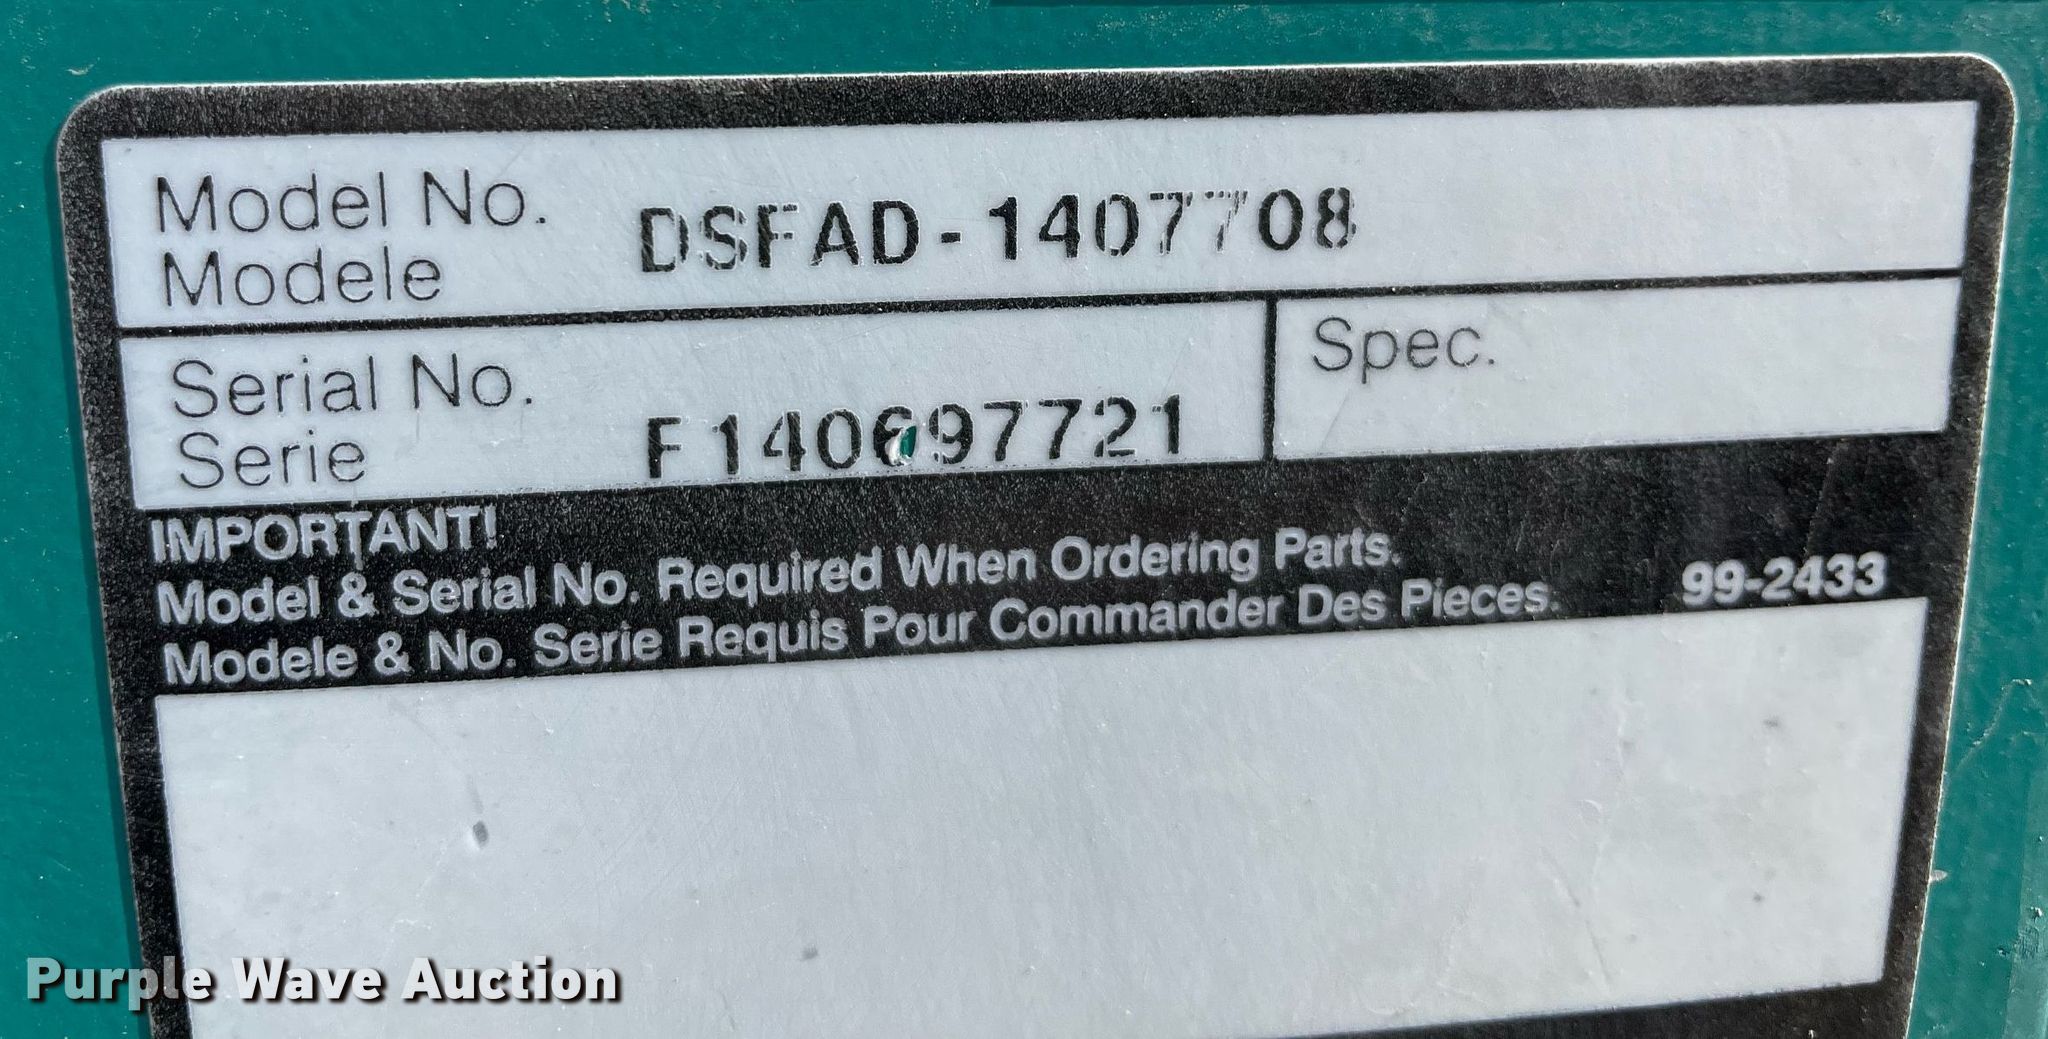 Model No. DSFAD-1407708
Modele
Serial No. F140697721
Serie
Spec.
IMPORTANT!
Model & Serial No. Required When Ordering Parts.
Modele & No. Serie Requis Pour Commander Des Pieces. 99-2433
Purple Wave Auction